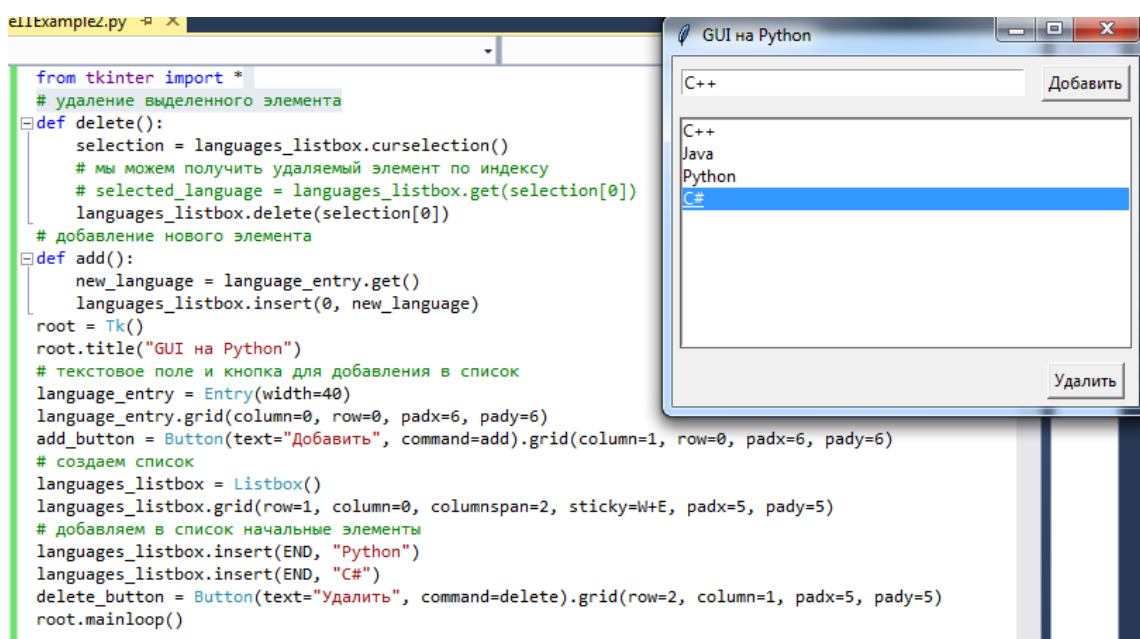 el1Example2.py
from tkinter import *
# удаление выделенного элемента
def delete():
    selection = languages_listbox.curselection()
    # мы можем получить удаляемый элемент по индексу
    # selected_language = languages_listbox.get(selection[0])
    languages_listbox.delete(selection[0])
# добавление нового элемента
def add():
    new_language = language_entry.get()
    languages_listbox.insert(0, new_language)
root = Tk()
root.title("GUI на Python")
# текстовое поле и кнопка для добавления в список
language_entry = Entry(width=40)
language_entry.grid(column=0, row=0, padx=6, pady=6)
add_button = Button(text="Добавить", command=add).grid(column=1, row=0, padx=6, pady=6)
# создаем список
languages_listbox = Listbox()
languages_listbox.grid(row=1, column=0, columnspan=2, sticky=W+E, padx=5, pady=5)
# добавляем в список начальные элементы
languages_listbox.insert(END, "Python")
languages_listbox.insert(END, "C#")
delete_button = Button(text="Удалить", command=delete).grid(row=2, column=1, padx=5, pady=5)
root.mainloop()
GUI на Python
C++
Добавить
C++
Java
Python
C#
Удалить